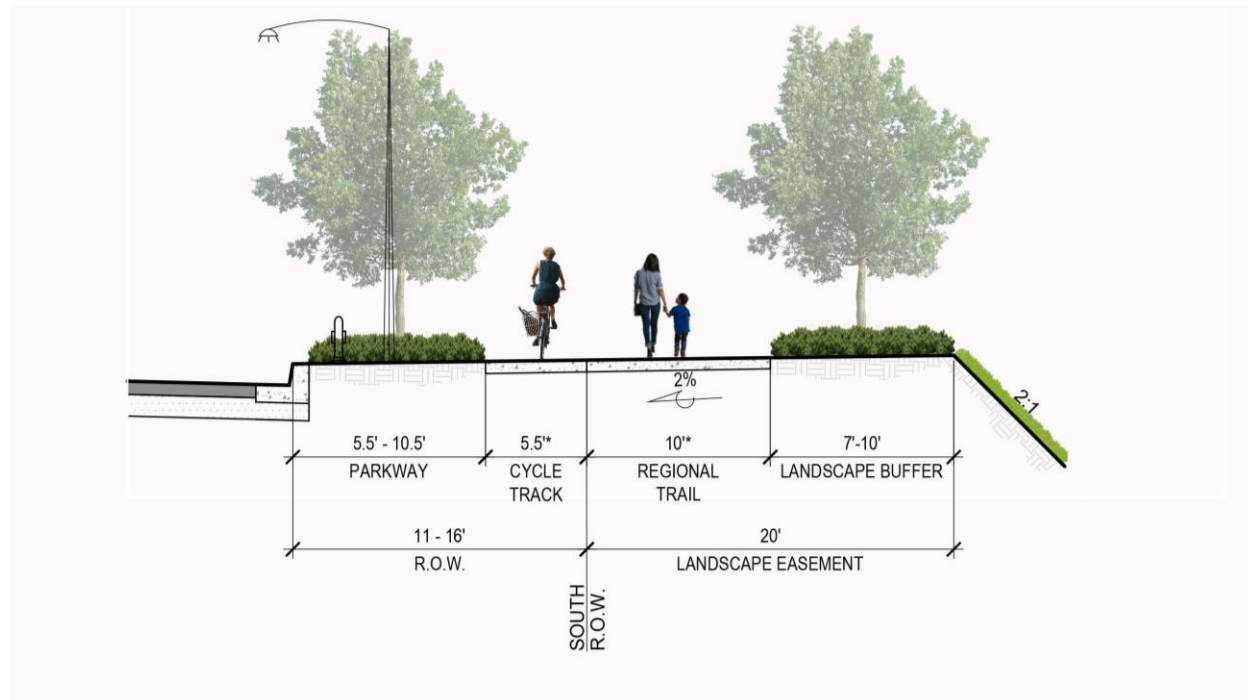 2%
2:1
5.5' - 10.5'
PARKWAY
5.5'*
CYCLE
TRACK
10'*
REGIONAL
TRAIL
7'-10'
LANDSCAPE BUFFER
11 - 16'
R.O.W.
20'
LANDSCAPE EASEMENT
SOUTH
R.O.W.